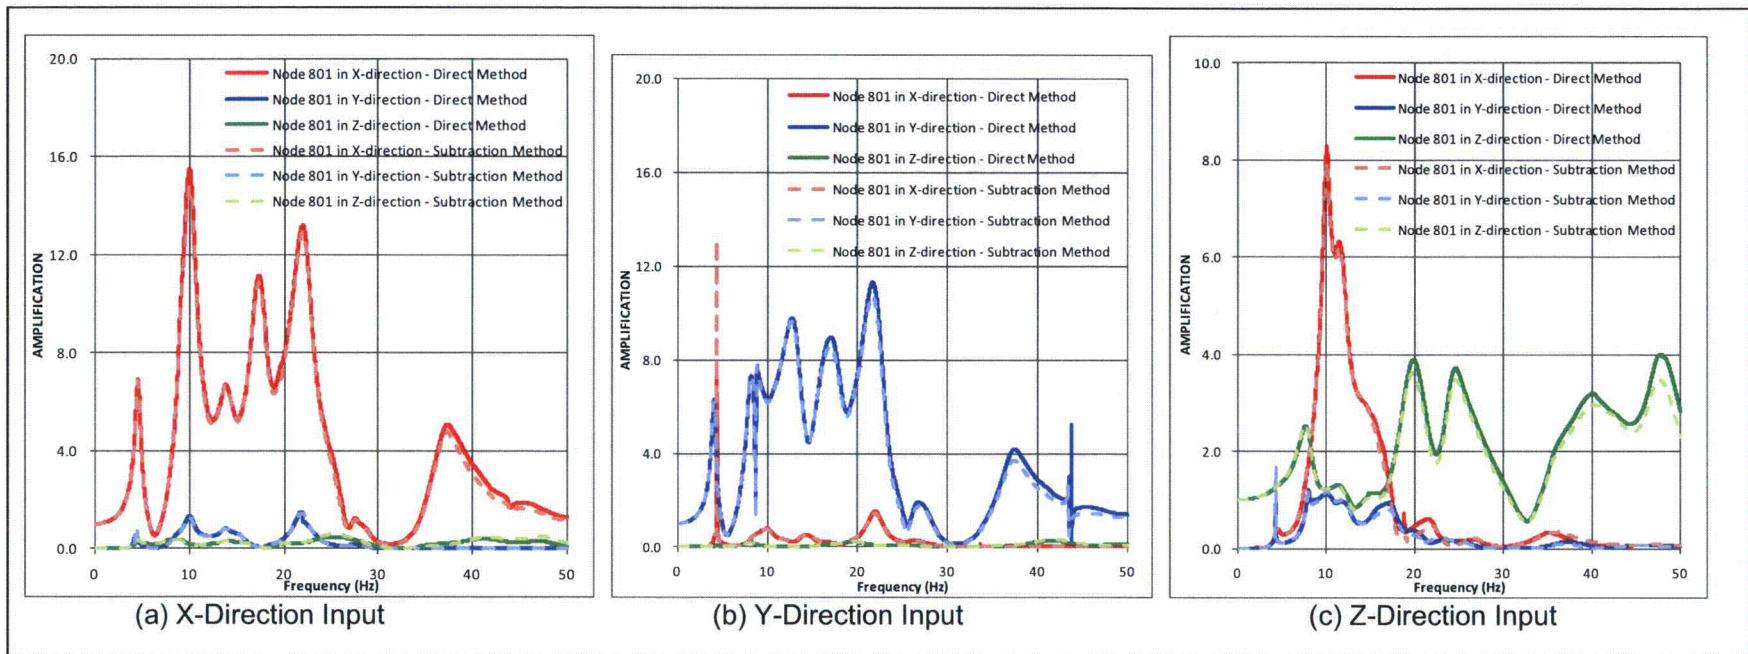 AMPLIFICATION
20.0
16.0
12.0
8.0
4.0
0.0
Node 801 in X-direction - Direct Method
Node 801 in Y-direction - Direct Method
Node 801 in Z-direction - Direct Method
Node 801 in X-direction - Subtraction Method
Node 801 in Y-direction - Subtraction Method
Node 801 in Z-direction - Subtraction Method
0 10 20 30 40 50
Frequency (Hz)
(a) X-Direction Input
AMPLIFICATION
20.0
16.0
12.0
8.0
4.0
0.0
Node 801 in X-direction - Direct Method
Node 801 in Y-direction - Direct Method
Node 801 in Z-direction - Direct Method
Node 801 in X-direction - Subtraction Method
Node 801 in Y-direction - Subtraction Method
Node 801 in Z-direction - Subtraction Method
0 10 20 30 40 50
Frequency (Hz)
(b) Y-Direction Input
AMPLIFICATION
10.0
8.0
6.0
4.0
2.0
0.0
Node 801 in X-direction - Direct Method
Node 801 in Y-direction - Direct Method
Node 801 in Z-direction - Direct Method
Node 801 in X-direction - Subtraction Method
Node 801 in Y-direction - Subtraction Method
Node 801 in Z-direction - Subtraction Method
0 10 20 30 40 50
Frequency (Hz)
(c) Z-Direction Input